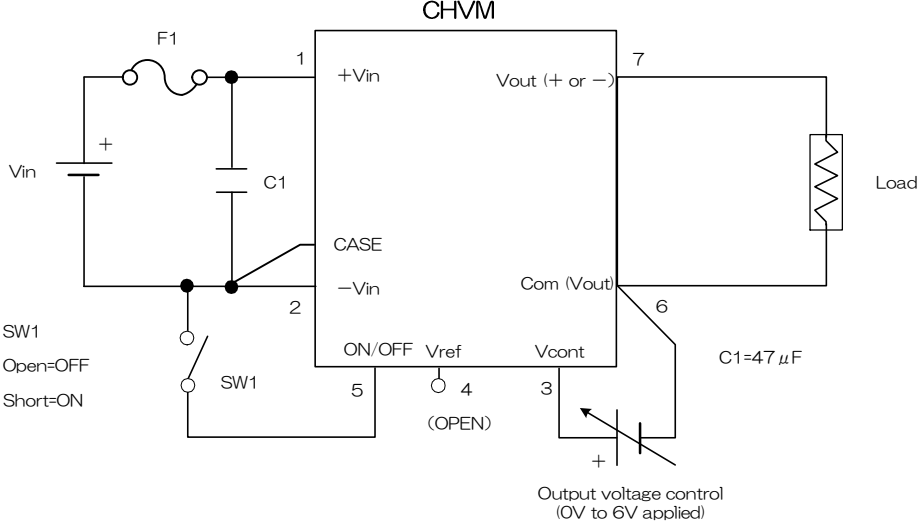 CHVM
F1
1
+Vin
Vout (+ or −)
7
+
Vin
C1
Load
CASE
−Vin
2
Com (Vout)
6
SW1
Open=OFF
Short=ON
SW1
ON/OFF
5
Vref
4
(OPEN)
Vcont
3
C1=47μF
+
Output voltage control
(0V to 6V applied)